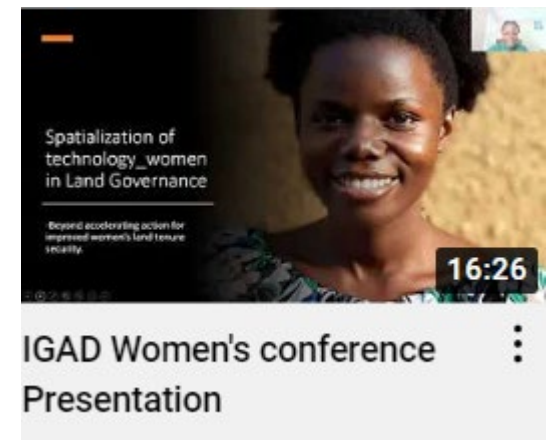 Spatialization of
technology_women
in Land Governance
-Beyond accelerating action for
improved women's land tenure
security.
16:26
IGAD Women's conference
Presentation